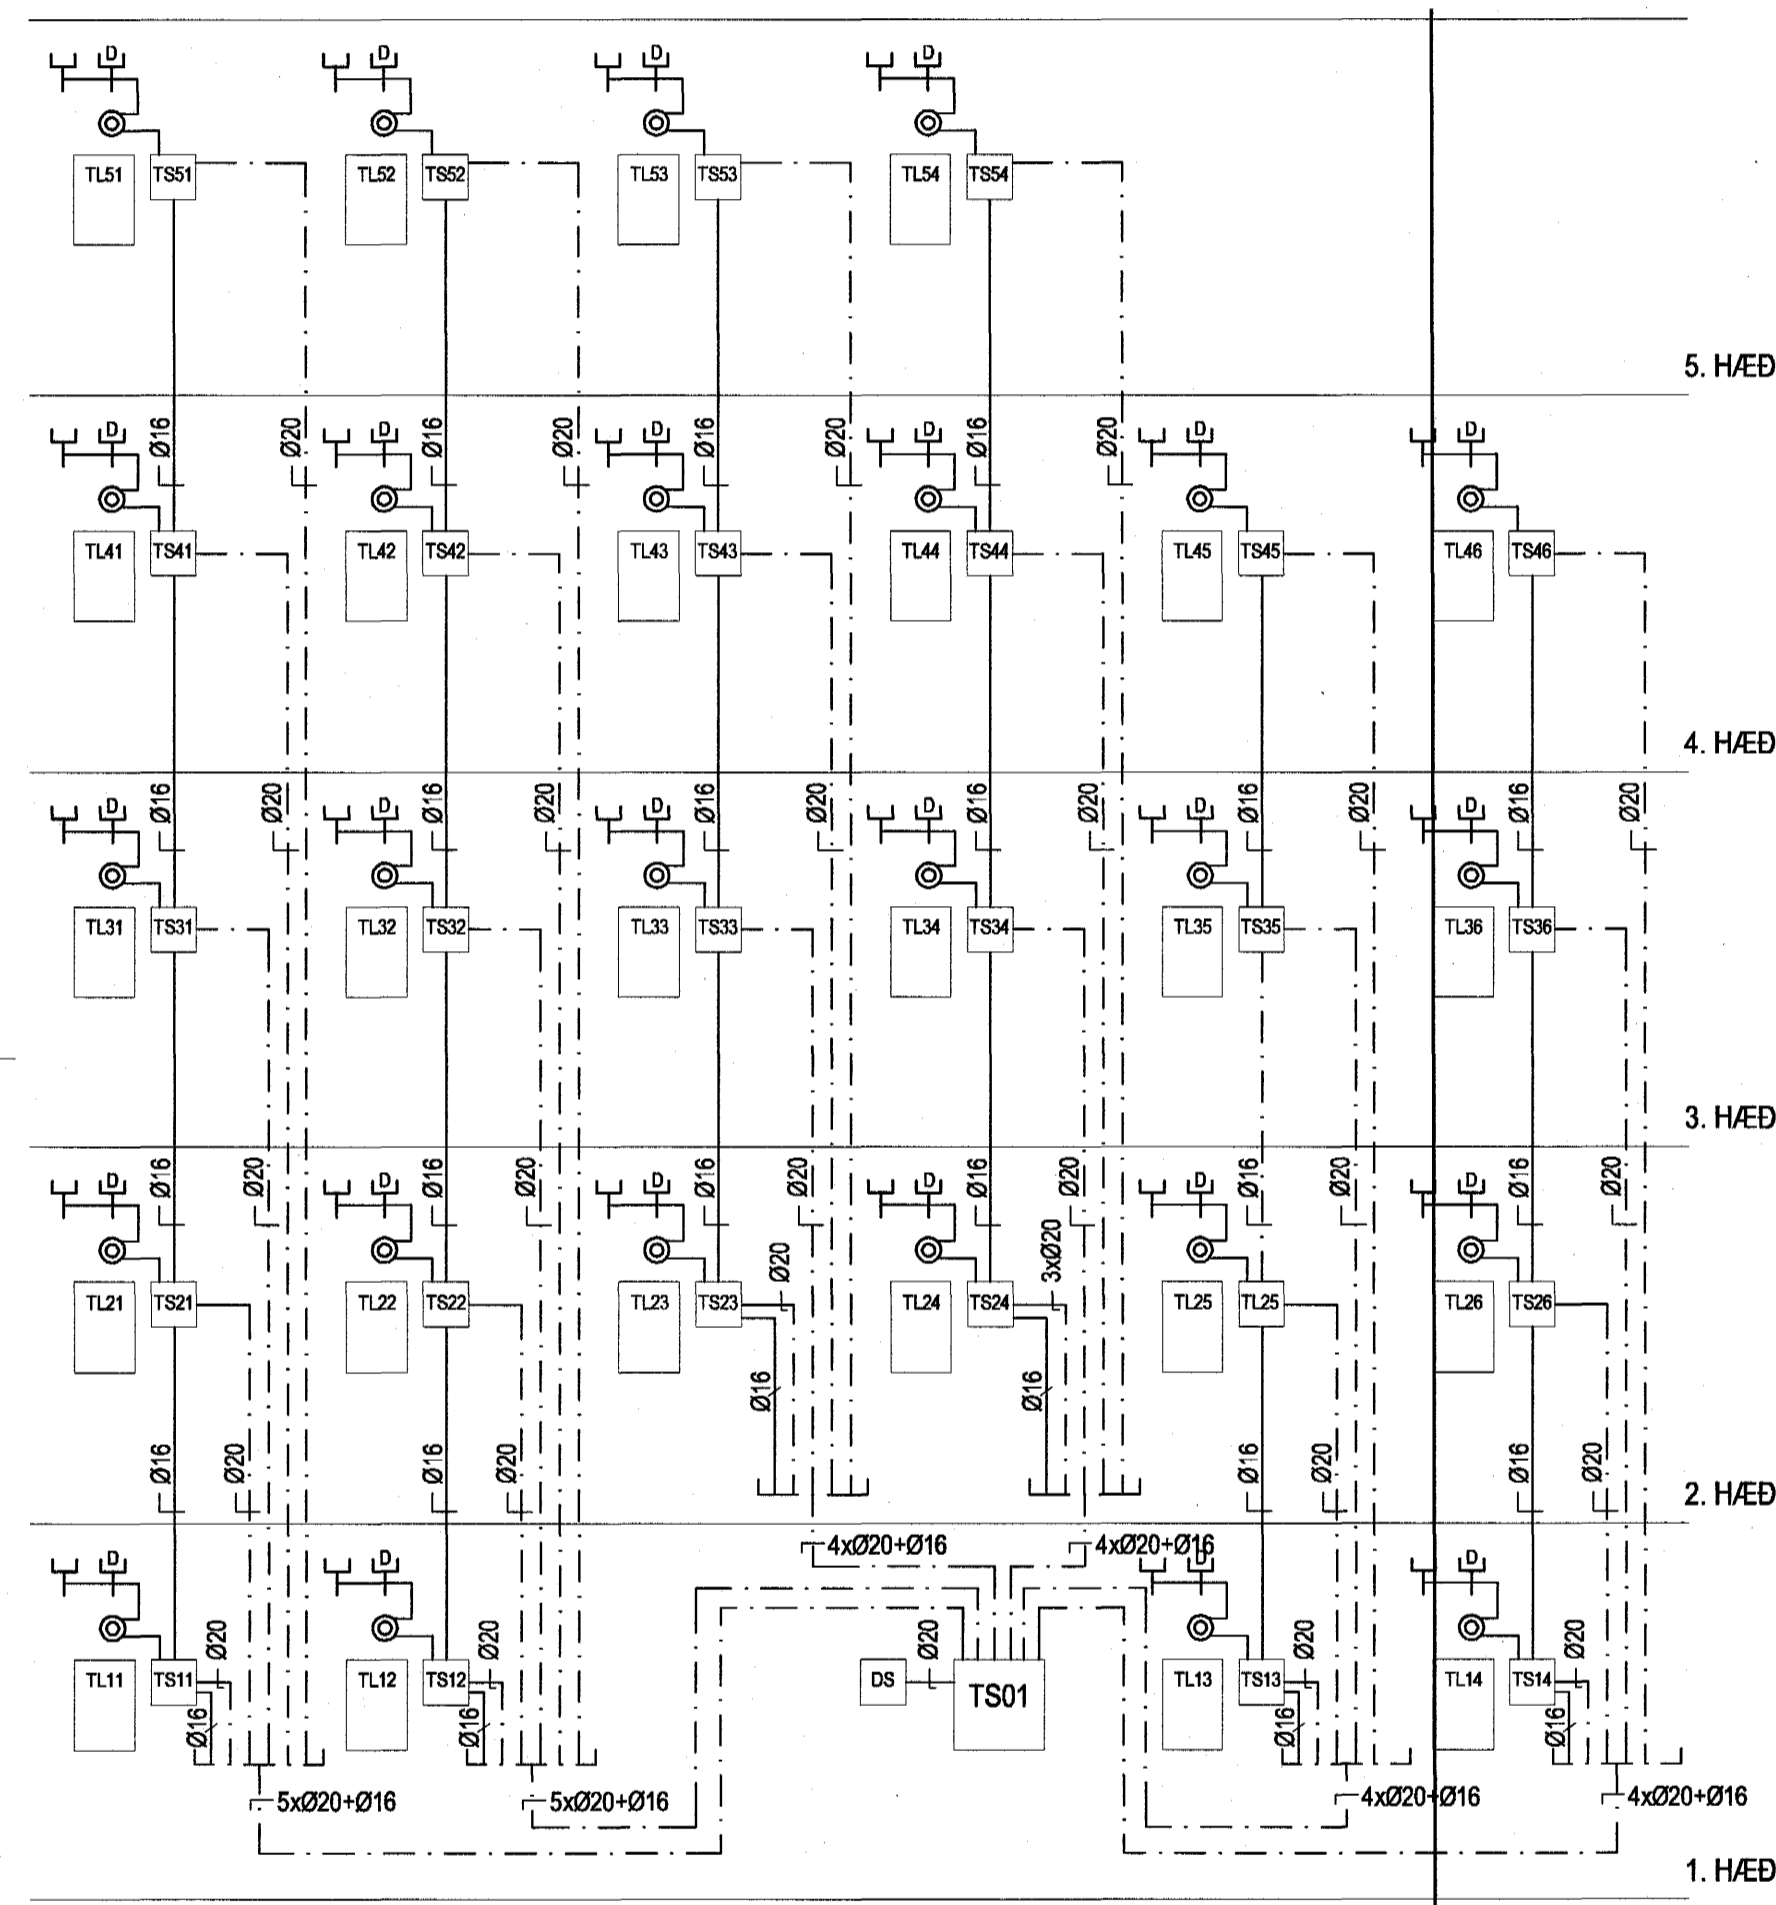 D D D D
TL51 TS51 TL52 TS52 TL53 TS53 TL54 TS54
5. HÆÐ
Ø16 Ø20 Ø16 Ø20 Ø16 Ø20 Ø16 Ø20
D D D D D D
TL41 TS41 TL42 TS42 TL43 TS43 TL44 TS44 TL45 TS45 TL46 TS46
4. HÆÐ
Ø16 Ø20 Ø16 Ø20 Ø16 Ø20 Ø16 Ø20 Ø16 Ø20 Ø16 Ø20
D D D D D D
TL31 TS31 TL32 TS32 TL33 TS33 TL34 TS34 TL35 TS35 TL36 TS36
3. HÆÐ
Ø16 Ø20 Ø16 Ø20 Ø16 Ø20 Ø16 Ø20 Ø16 Ø20 Ø16 Ø20
D D D D D D
Ø20 3xØ20
TL21 TS21 TL22 TS22 TL23 TS23 TL24 TS24 TL25 TL25 TL26 TS26
Ø16 Ø16
Ø16 Ø20 Ø16 Ø20 Ø16 Ø20 Ø16 Ø20
2. HÆÐ
4xØ20+Ø16 4xØ20+Ø16
D D D D
Ø20 Ø20 Ø20 Ø20 Ø20
TL11 TS11 TL12 TS12 DS TS01 TL13 TS13 TL14 TS14
Ø16 Ø16 Ø16 Ø16
5xØ20+Ø16 5xØ20+Ø16 4xØ20+Ø16 4xØ20+Ø16
1. HÆÐ